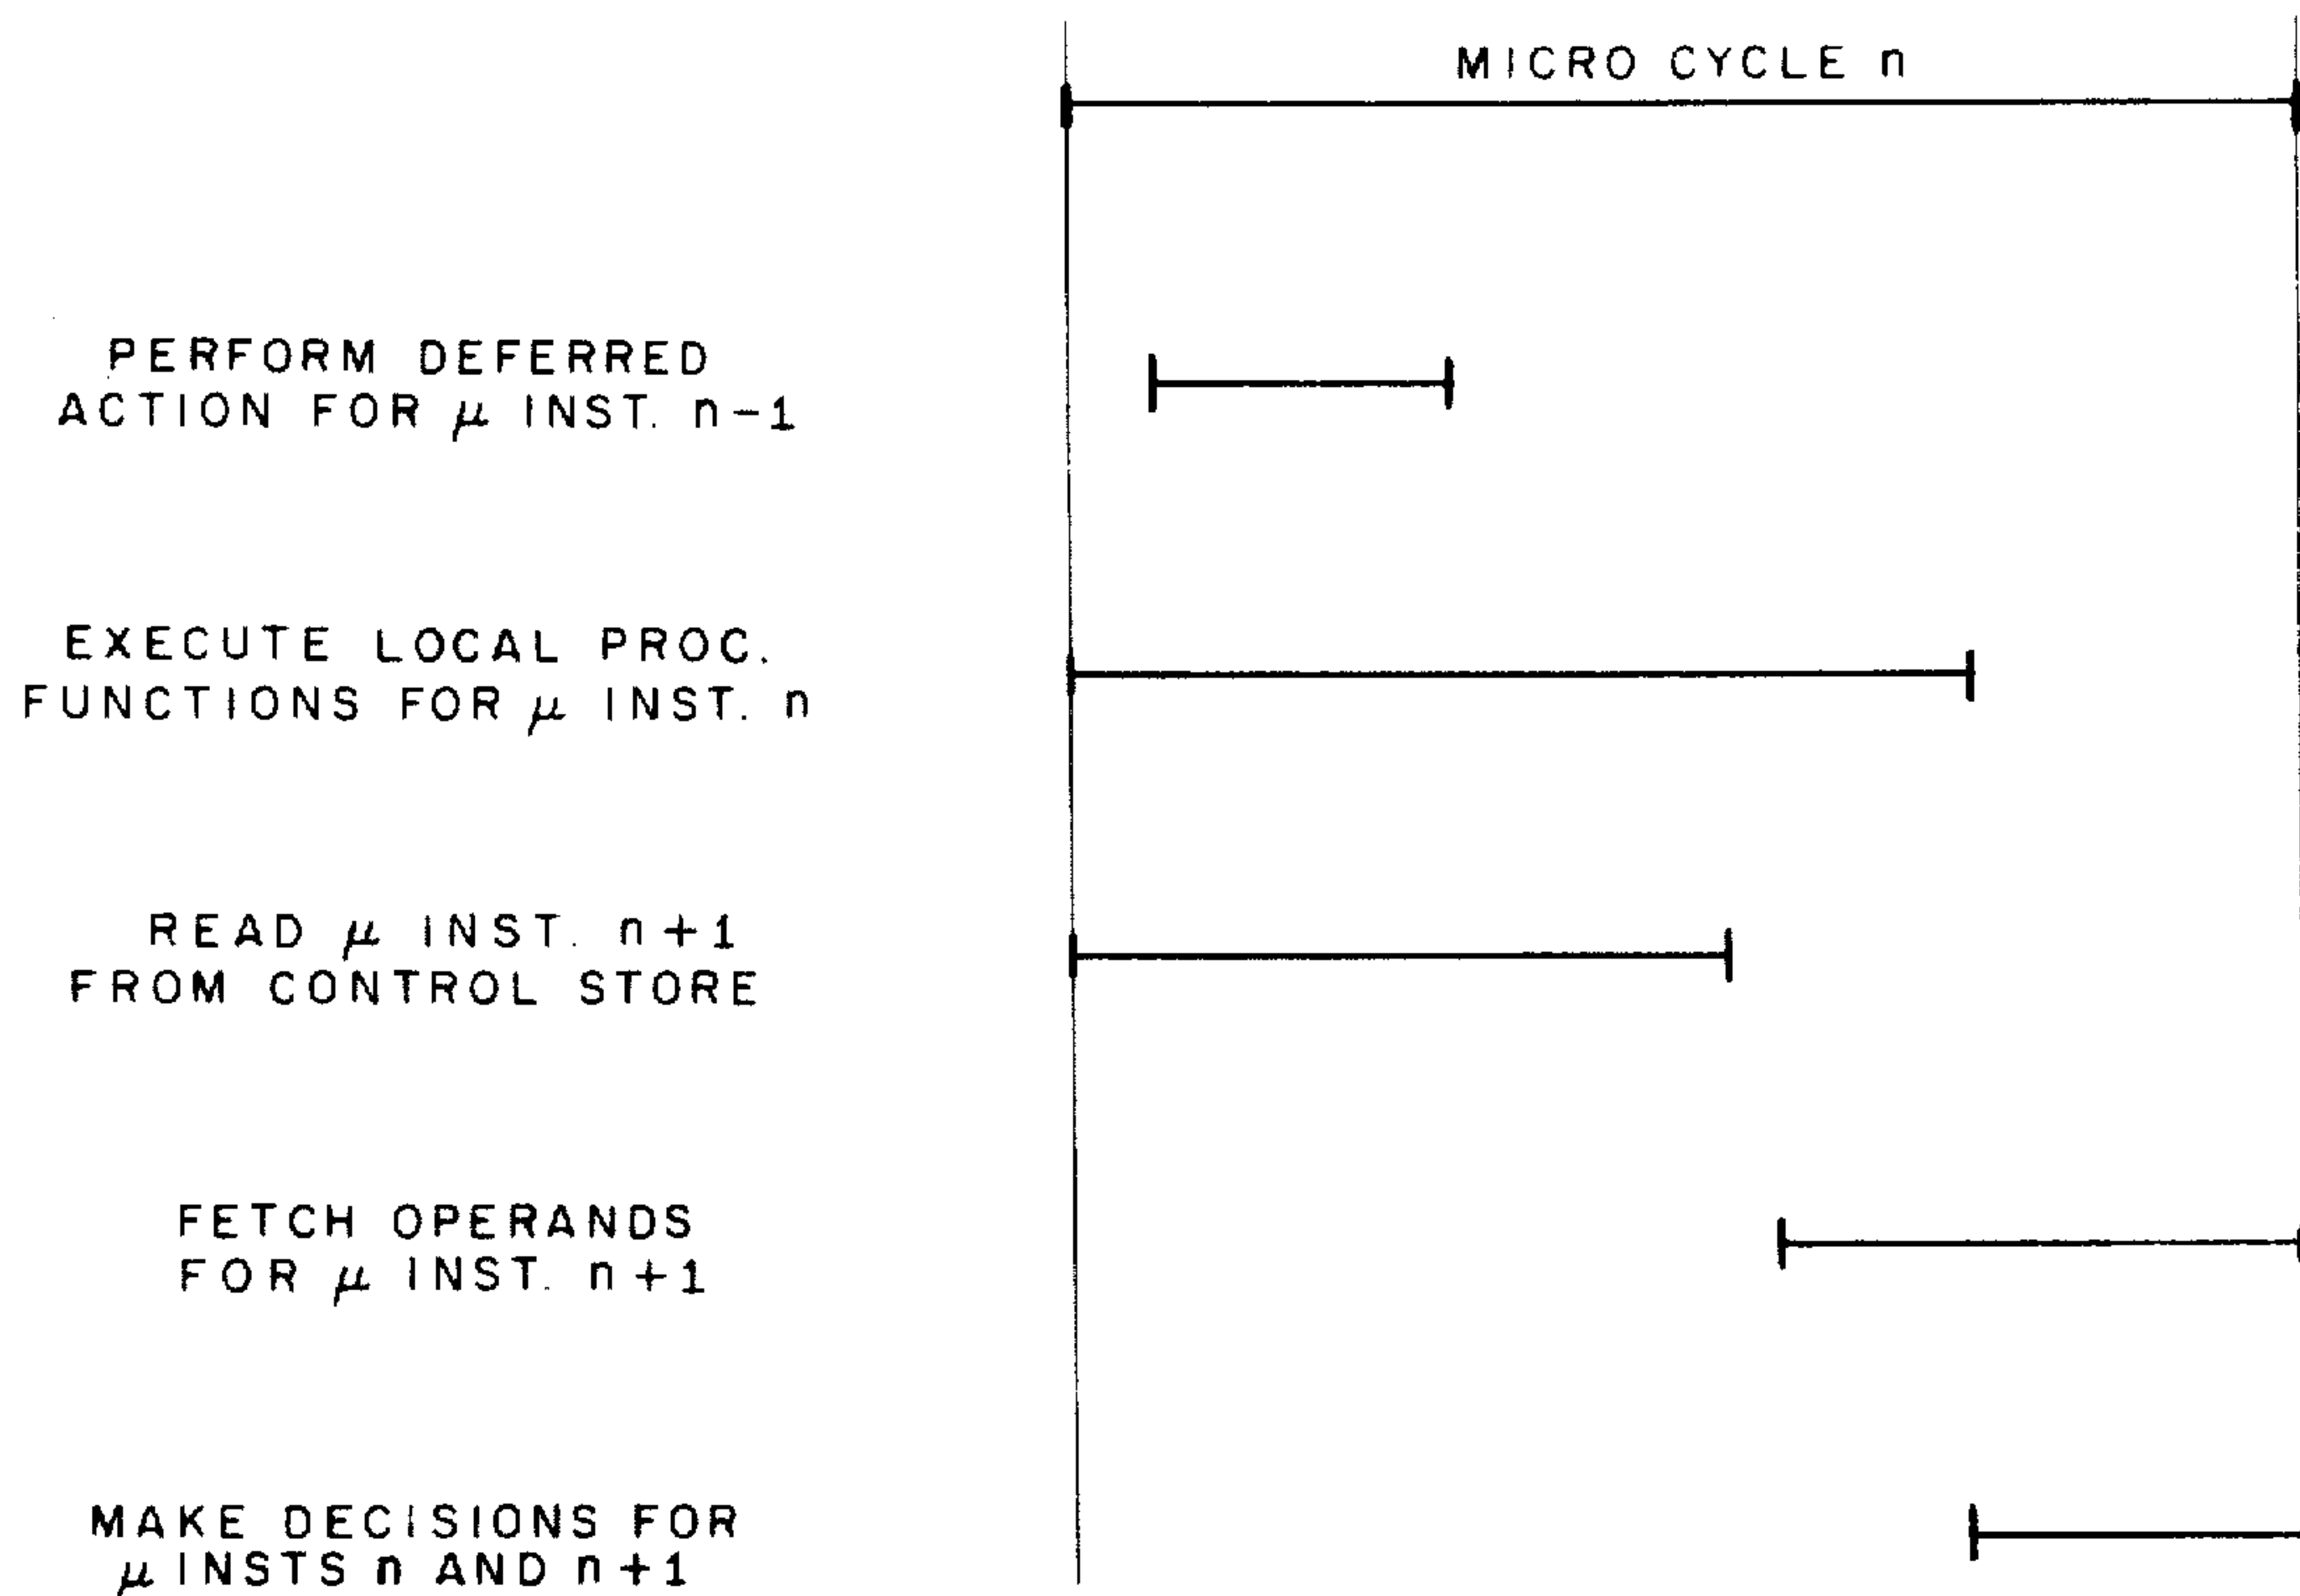 MICRO CYCLE n
PERFORM DEFERRED
ACTION FOR μ INST. n-1
EXECUTE LOCAL PROC.
FUNCTIONS FOR μ INST. n
READ μ INST. n+1
FROM CONTROL STORE
FETCH OPERANDS
FOR μ INST. n+1
MAKE DECISIONS FOR
μ INSTS n AND n+1